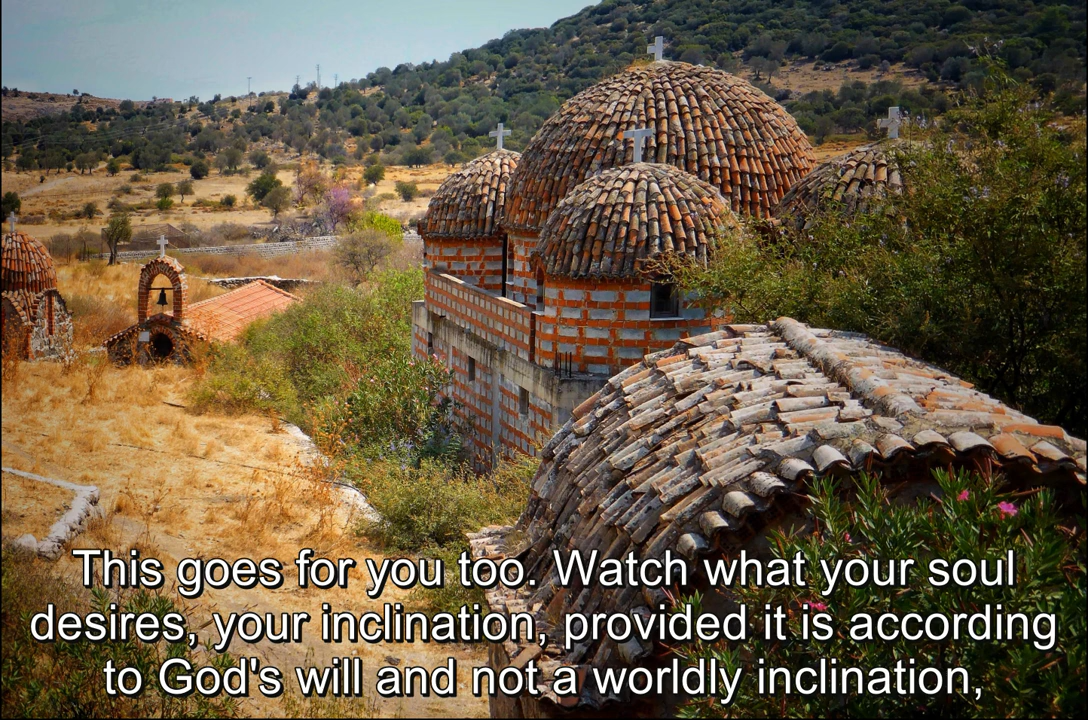 This goes for you too. Watch what your soul
desires, your inclination, provided it is according
to God's will and not a worldly inclination,